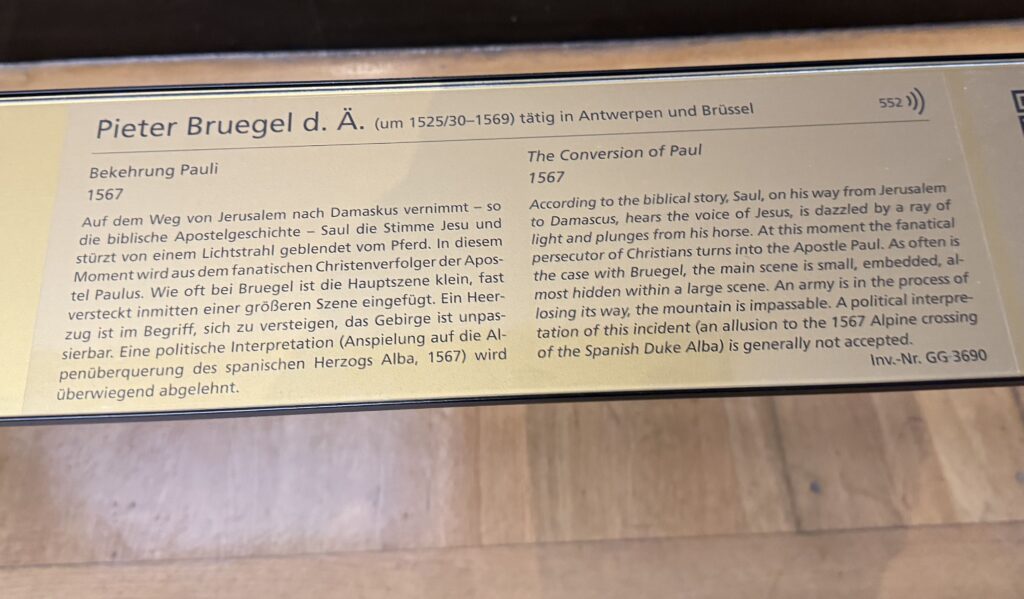 Pieter Bruegel d. Ä. (um 1525/30–1569) tätig in Antwerpen und Brüssel
552
Bekehrung Pauli
1567
Auf dem Weg von Jerusalem nach Damaskus vernimmt – so
die biblische Apostelgeschichte – Saul die Stimme Jesu und
stürzt von einem Lichtstrahl geblendet vom Pferd. In diesem
Moment wird aus dem fanatischen Christenverfolger der Apos-
tel Paulus. Wie oft bei Bruegel ist die Hauptszene klein, fast
versteckt inmitten einer größeren Szene eingefügt. Ein Heer-
zug ist im Begriff, sich zu versteigen, das Gebirge ist unpas-
sierbar. Eine politische Interpretation (Anspielung auf die Al-
penüberquerung des spanischen Herzogs Alba, 1567) wird
überwiegend abgelehnt.
The Conversion of Paul
1567
According to the biblical story, Saul, on his way from Jerusalem
to Damascus, hears the voice of Jesus, is dazzled by a ray of
light and plunges from his horse. At this moment the fanatical
persecutor of Christians turns into the Apostle Paul. As often is
the case with Bruegel, the main scene is small, embedded, al-
most hidden within a large scene. An army is in the process of
losing its way, the mountain is impassable. A political interpre-
tation of this incident (an allusion to the 1567 Alpine crossing
of the Spanish Duke Alba) is generally not accepted.
Inv.-Nr. GG 3690